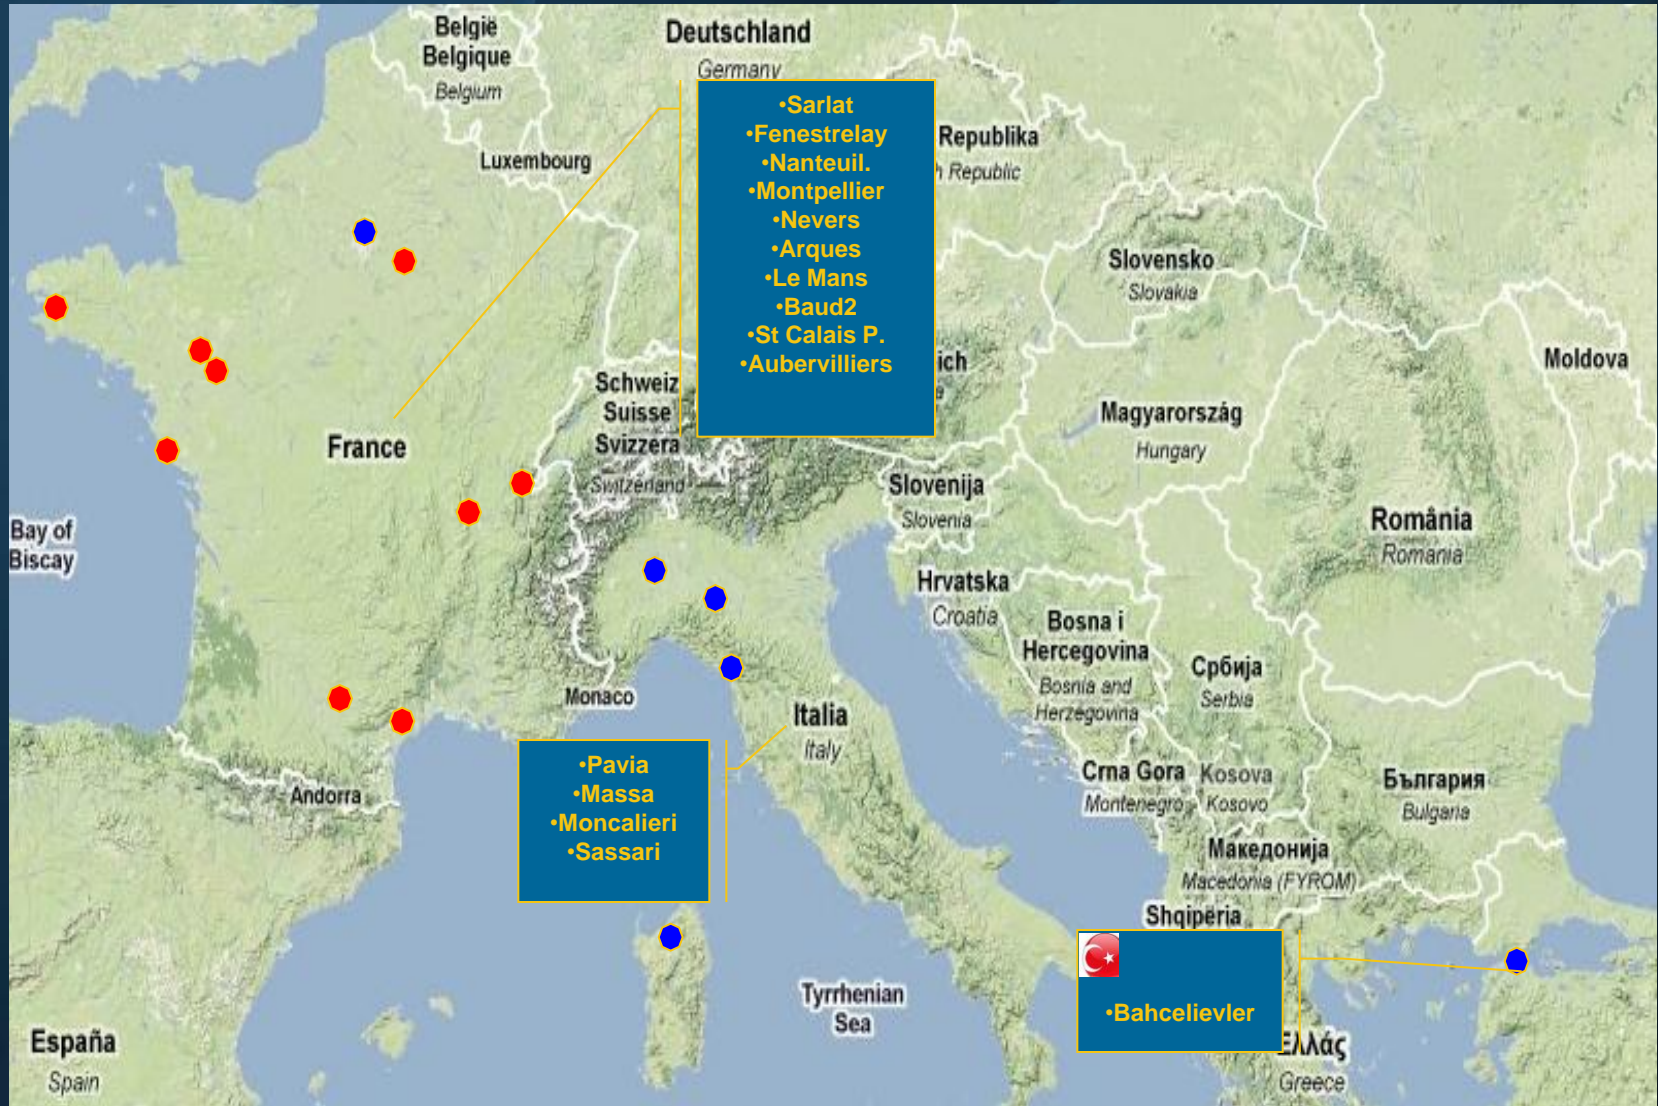 België
Belgique
Belgium
Deutschland
Germany
Luxembourg
•Sarlat
•Fenestrelay
•Nanteuil.
•Montpellier
•Nevers
•Arques
•Le Mans
•Baud2
•St Calais P.
•Aubervilliers
Republika
h Republic
Slovensko
Slovakia
Moldova
ich
Schweiz
Suisse
Svizzera
Switzerland
France
Magyarország
Hungary
Slovenija
Slovenia
România
Romania
Bay of
Biscay
Hrvatska
Croatia
Bosna i
Hercegovina
Bosnia and
Herzegovina
Србија
Serbia
Monaco
Italia
Italy
Andorra
•Pavia
•Massa
•Moncalieri
•Sassari
Crna Gora
Montenegro
Kosova
Kosovo
България
Bulgaria
Македонија
Macedonia (FYROM)
Shqipëria
•Bahcelievler
Tyrrhenian
Sea
España
Spain
Ελλάς
Greece